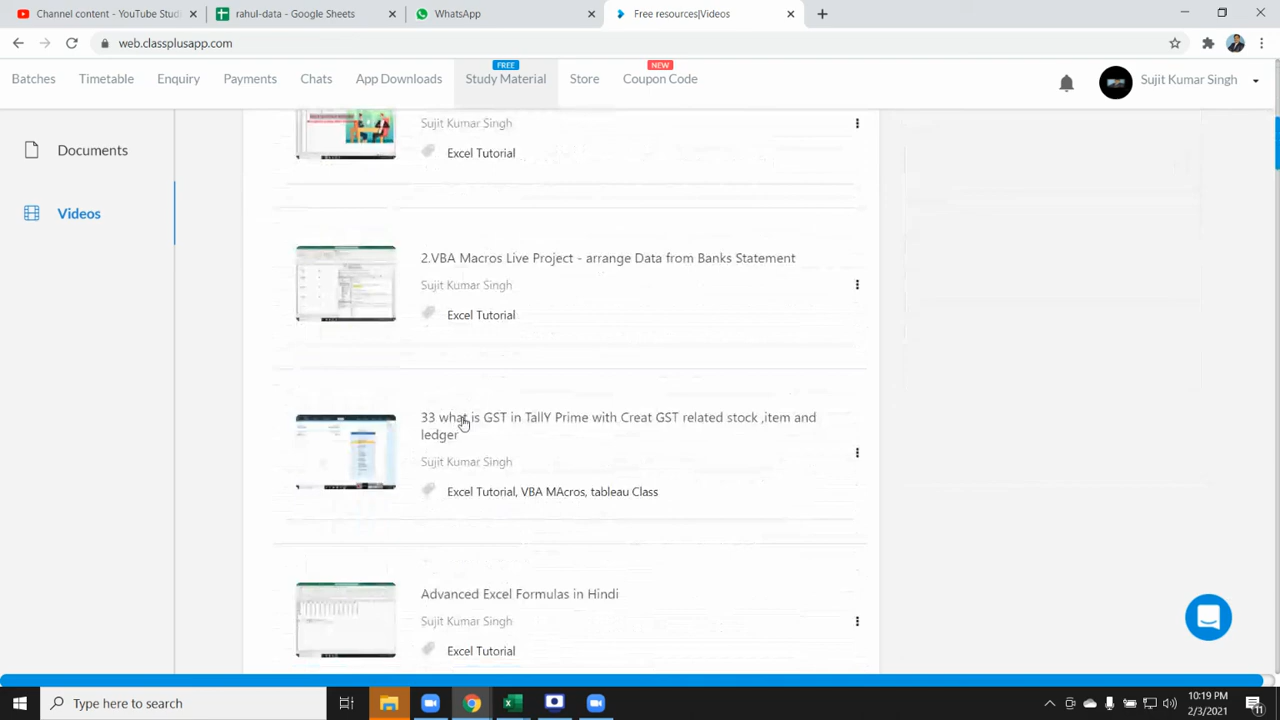 Channel content - YouTube Stud
rahul-data - Google Sheets
WhatsApp
Free resources|Videos
web.classplusapp.com
FREE
NEW
Batches
Timetable
Enquiry
Payments
Chats
App Downloads
Study Material
Store
Coupon Code
Sujit Kumar Singh
Documents
Videos
Sujit Kumar Singh
Excel Tutorial
2.VBA Macros Live Project - arrange Data from Banks Statement
Sujit Kumar Singh
Excel Tutorial
33 what is GST in TallY Prime with Creat GST related stock ,item and
ledger
Sujit Kumar Singh
Excel Tutorial, VBA MAcros, tableau Class
Advanced Excel Formulas in Hindi
Sujit Kumar Singh
Excel Tutorial
Type here to search
10:19 PM
2/3/2021